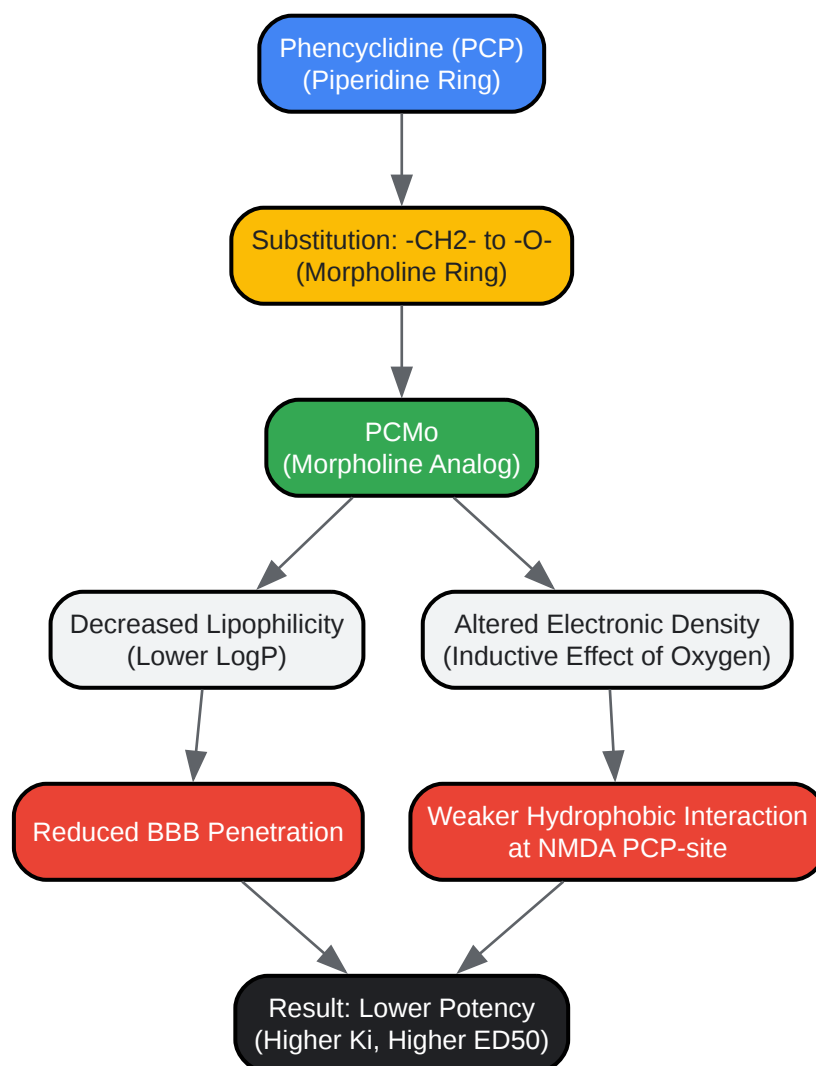 Phencyclidine (PCP)
(Piperidine Ring)
Substitution: -CH2- to -O-
(Morpholine Ring)
PCMo
(Morpholine Analog)
Decreased Lipophilicity
(Lower LogP)
Altered Electronic Density
(Inductive Effect of Oxygen)
Reduced BBB Penetration
Weaker Hydrophobic Interaction
at NMDA PCP-site
Result: Lower Potency
(Higher Ki, Higher ED50)